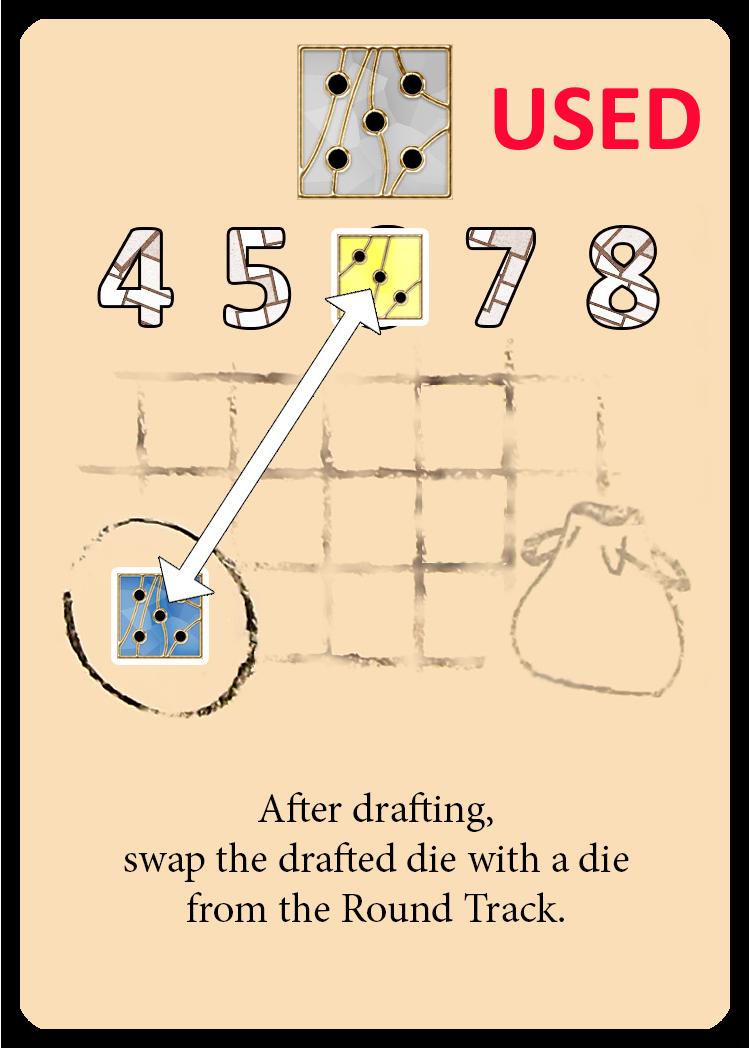 USED
4 5 7 8
After drafting,
swap the drafted die with a die
from the Round Track.